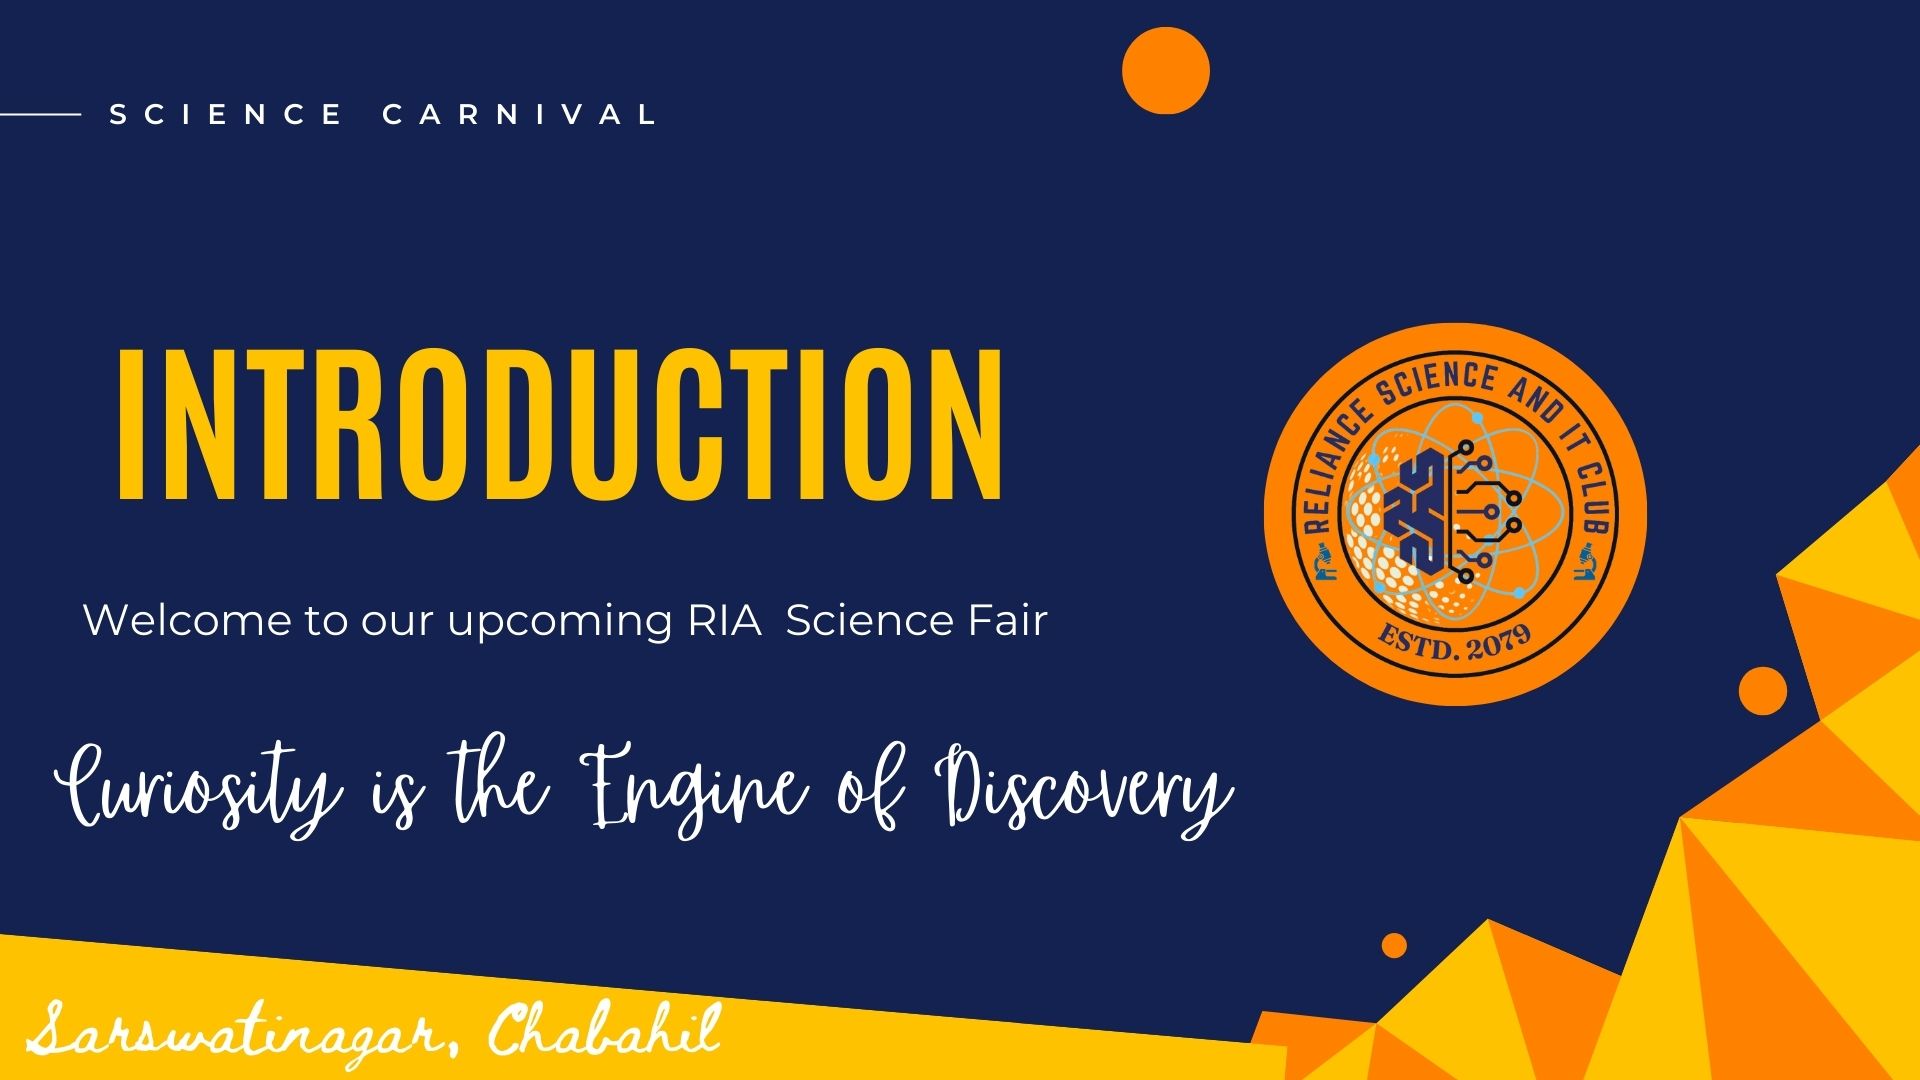 SCIENCE CARNIVAL
INTRODUCTION
Welcome to our upcoming RIA Science Fair
Curiosity is the Engine of Discovery
RELIANCE SCIENCE AND IT CLUB
ESTD. 2079
Sarswatinagar, Chabahil